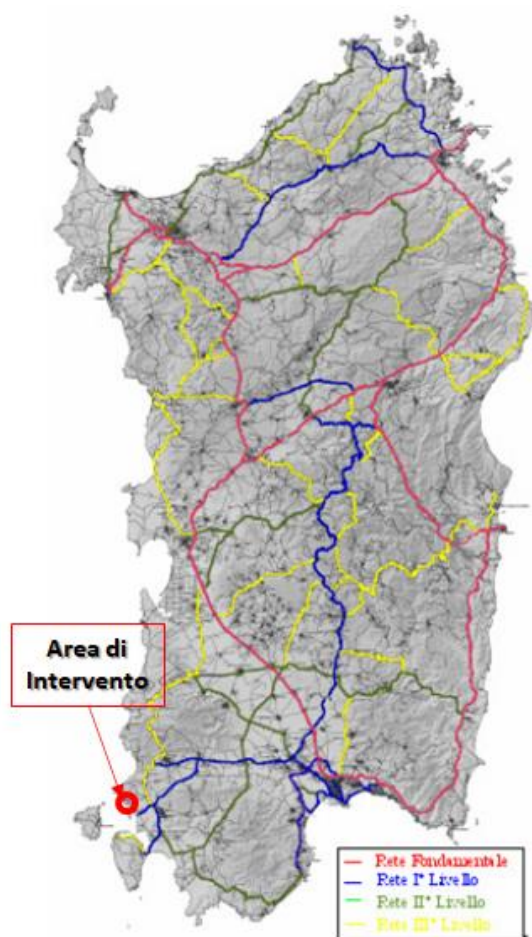 Area di
Intervento
Rete Fondamentale
Rete I° Livello
Rete II° Livello
Rete III° Livello